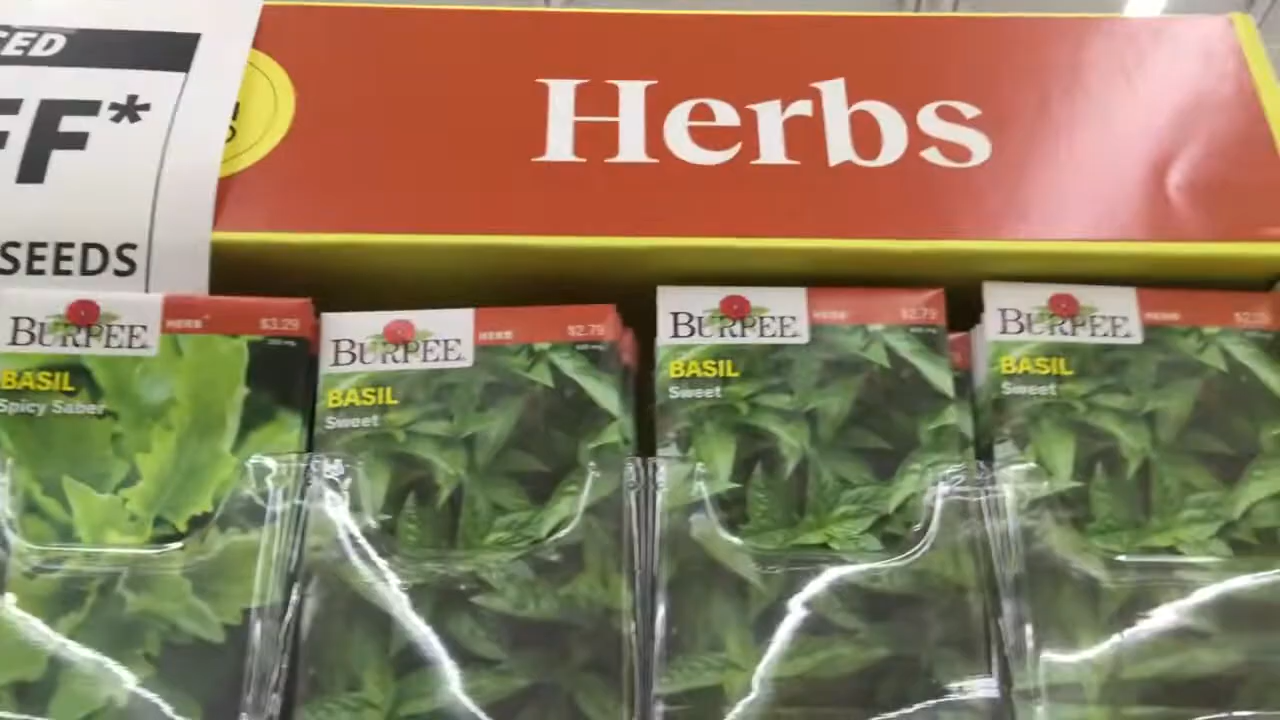 ED
FF*
SEEDS
Herbs
BURPEE.
HERB
$3.29
BASIL
Spicy Saber
BURPEE.
HERB
$2.79
BASIL
Sweet
BURPEE.
HERB
$2.79
BASIL
Sweet
BURPEE.
HERB
BASIL
Sweet